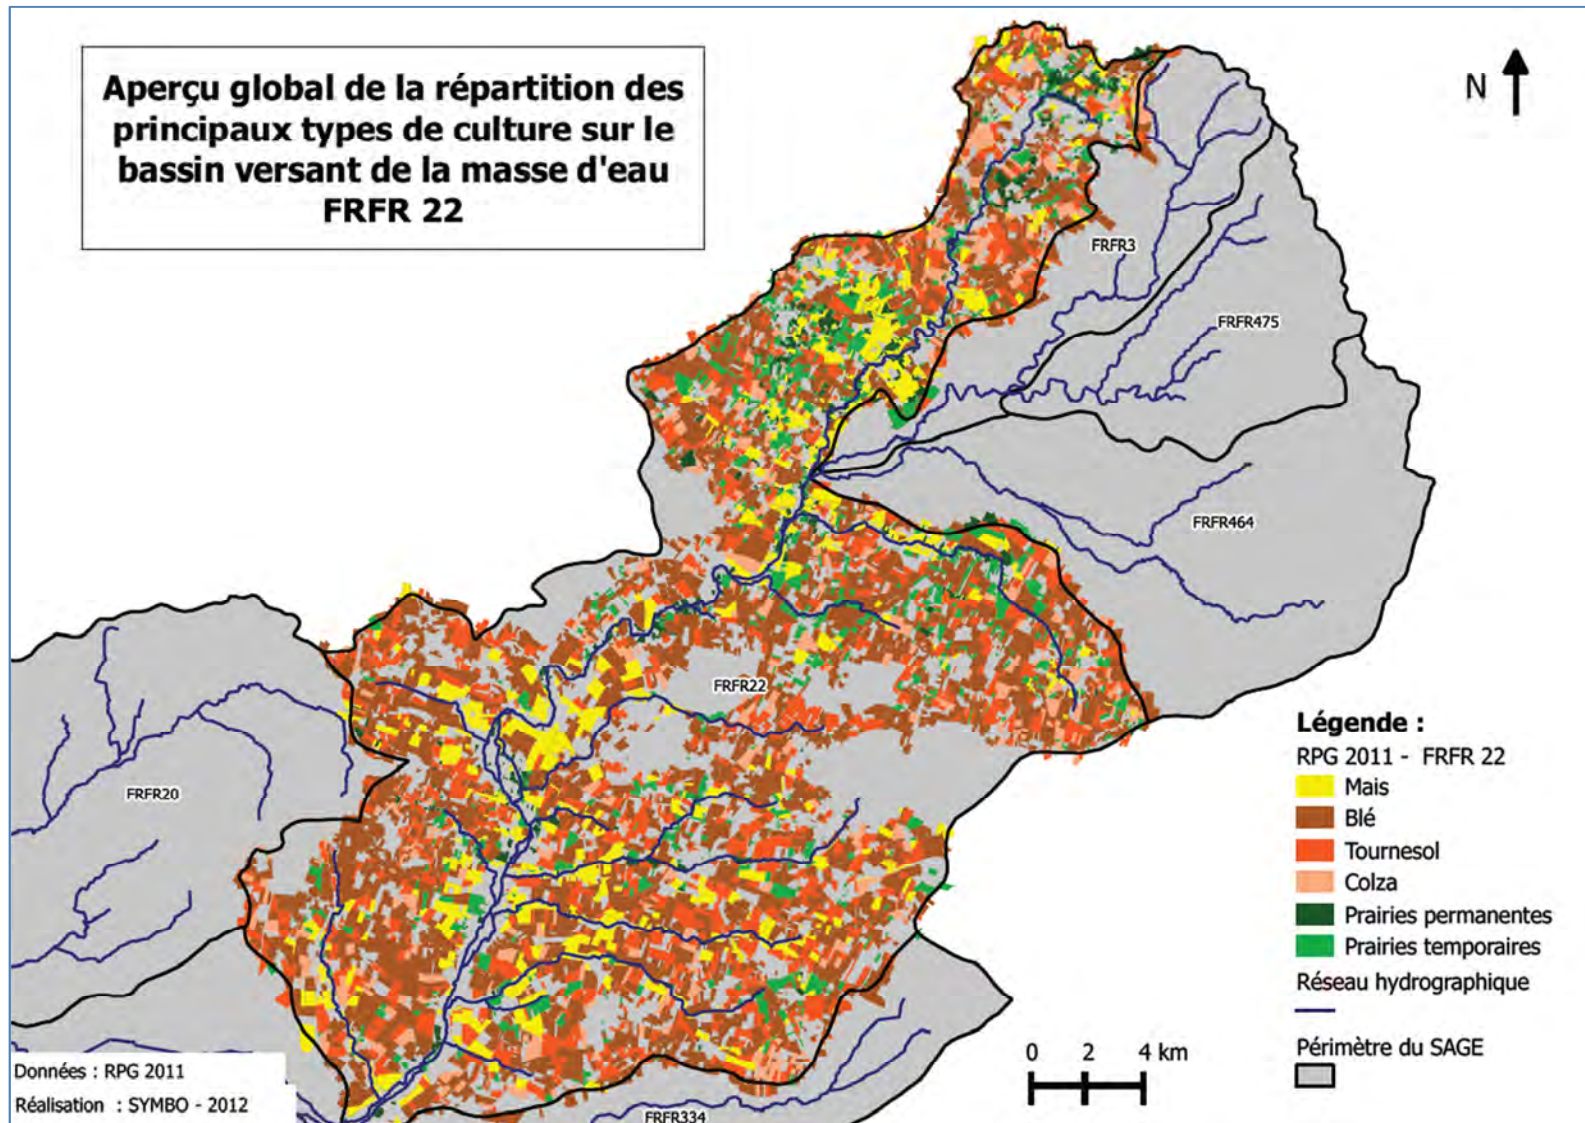 Aperçu global de la répartition des
principaux types de culture sur le
bassin versant de la masse d'eau
FRFR 22
N
FRFR3
FRFR475
FRFR464
FRFR22
FRFR20
FRFR334
Légende :
RPG 2011 - FRFR 22
Mais
Blé
Tournesol
Colza
Prairies permanentes
Prairies temporaires
Réseau hydrographique
Périmètre du SAGE
0 2 4 km
Données : RPG 2011
Réalisation : SYMBO - 2012